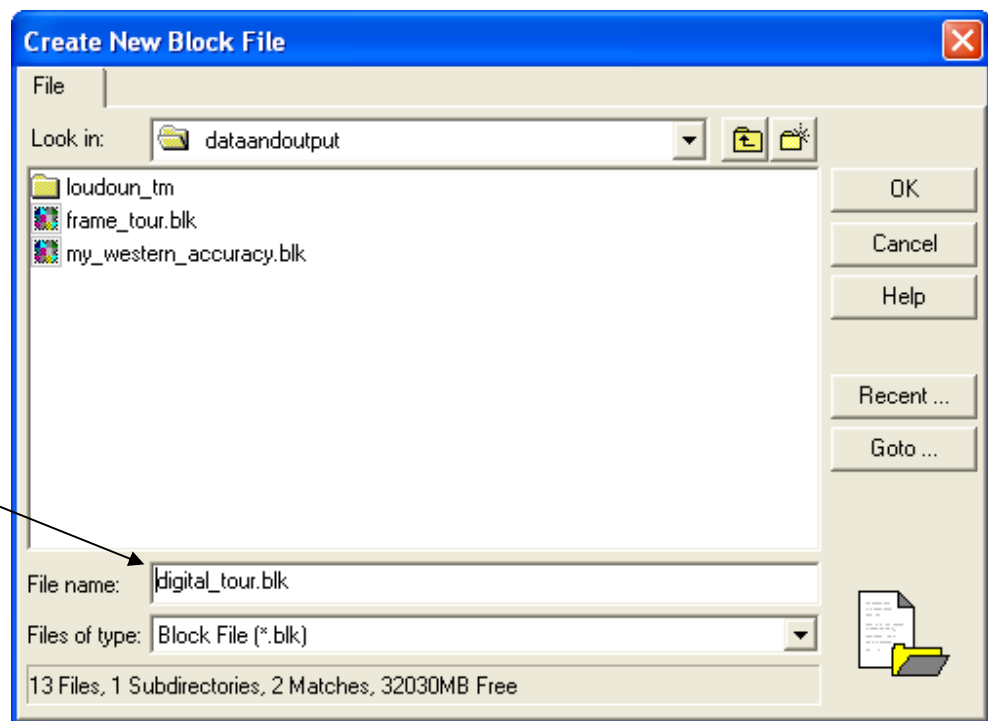 Create New Block File
File
Look in: dataandoutput
loudoun_tm
frame_tour.blk
my_western_accuracy.blk
OK
Cancel
Help
Recent ...
Goto ...
File name: digital_tour.blk
Files of type: Block File (*.blk)
13 Files, 1 Subdirectories, 2 Matches, 32030MB Free